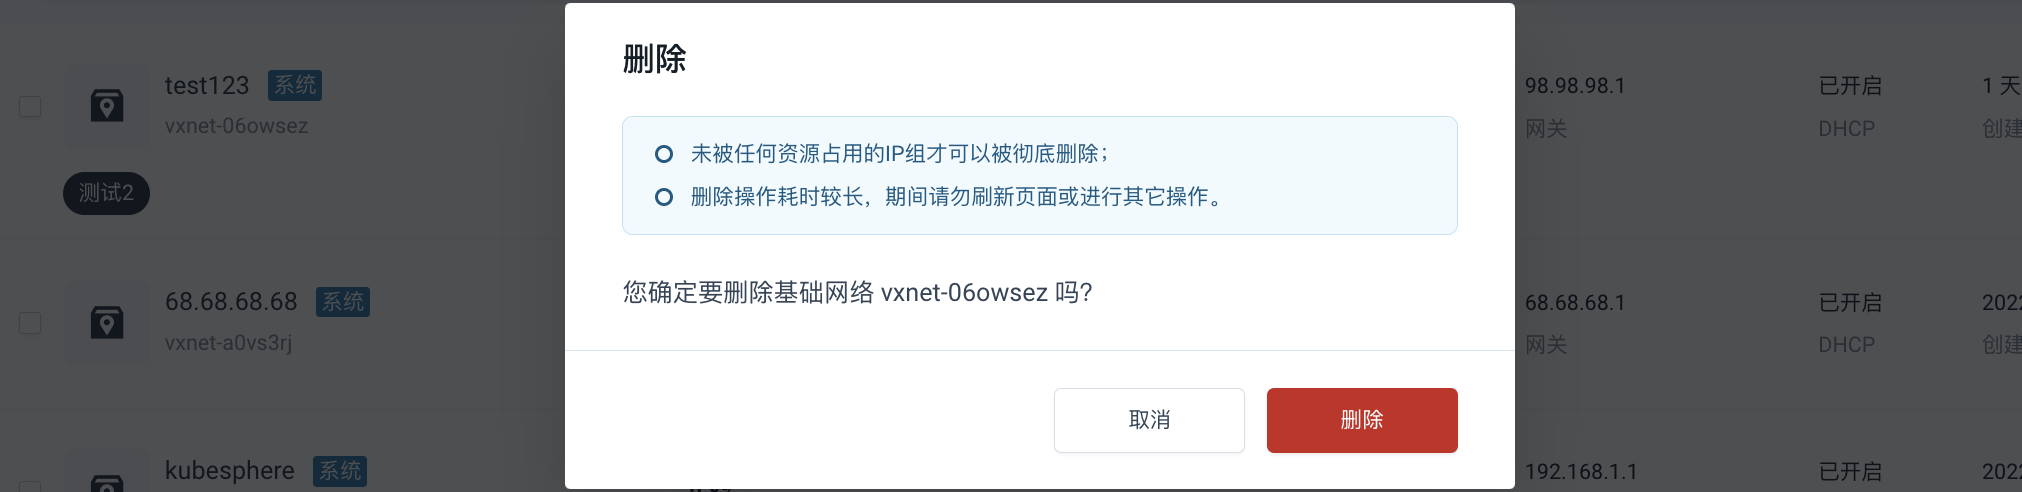 删除
未被任何资源占用的IP组才可以被彻底删除；
删除操作耗时较长，期间请勿刷新页面或进行其它操作。
您确定要删除基础网络 vxnet-06owsez 吗？
取消
删除
test123 系统
vxnet-06owsez
测试2
98.98.98.1
网关
已开启
DHCP
1 天
创建
68.68.68.68 系统
vxnet-a0vs3rj
68.68.68.1
网关
已开启
DHCP
2022
创建
kubesphere 系统
192.168.1.1
已开启
2022